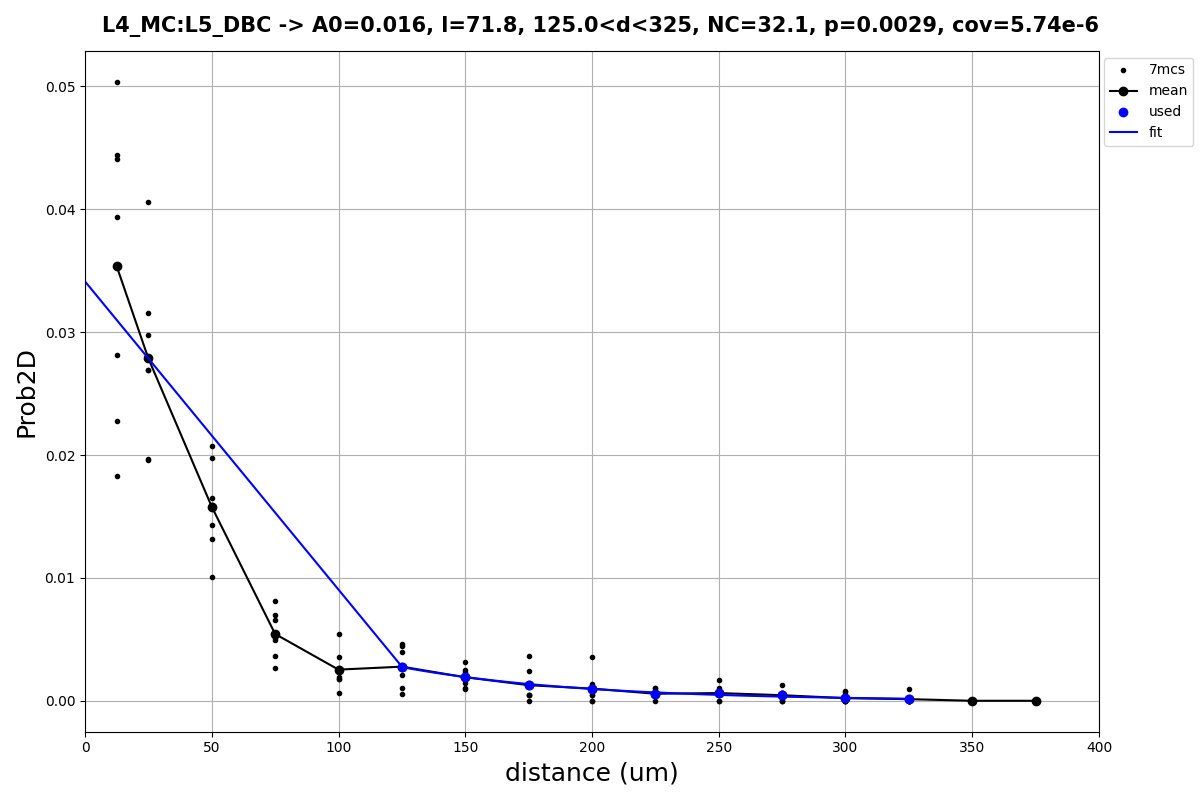 L4_MC:L5_DBC -> A0=0.016, l=71.8, 125.0<d<325, NC=32.1, p=0.0029, cov=5.74e-6
7mcs
mean
used
fit
Prob2D
0.05
0.04
0.03
0.02
0.01
0.00
0 50 100 150 200 250 300 350 400
distance (um)